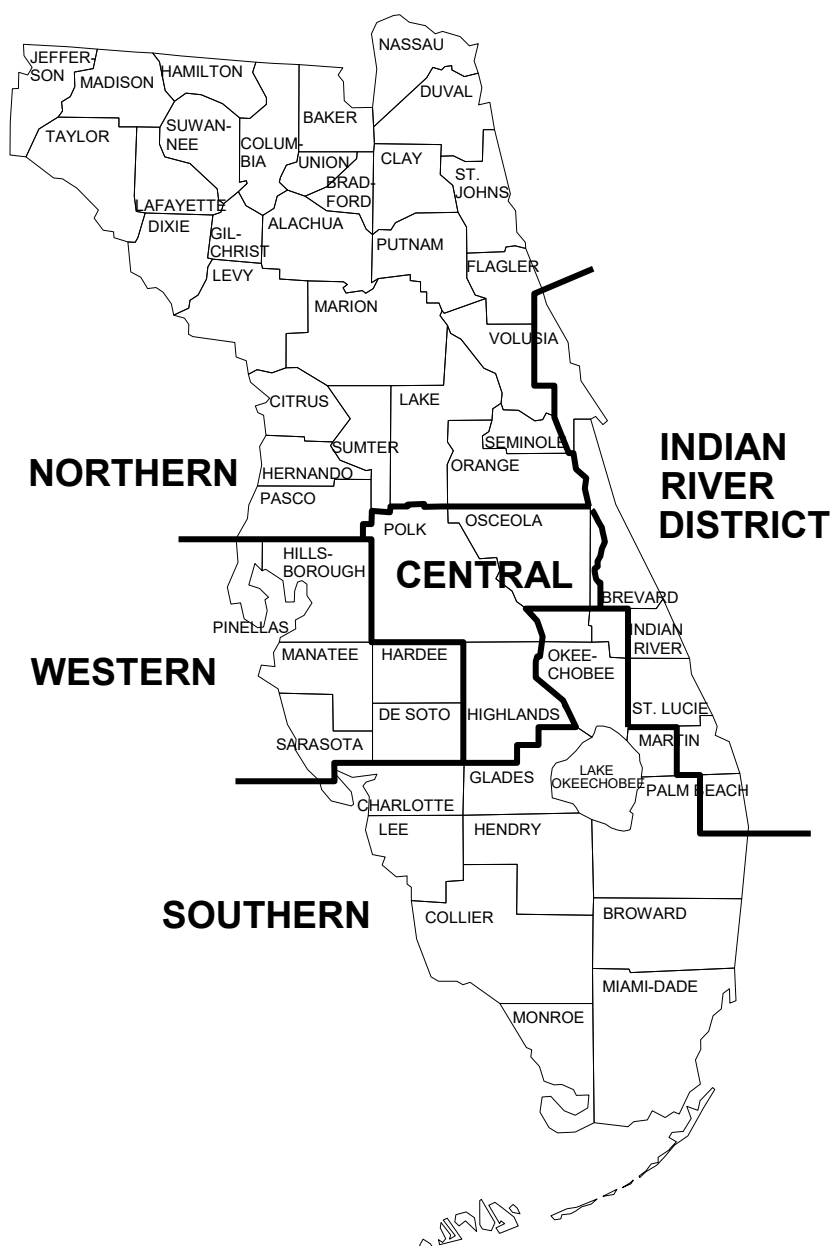 NASSAU
JEFFER-
SON
MADISON
HAMILTON
DUVAL
BAKER
TAYLOR
SUWAN-
NEE
COLUM-
BIA
UNION
BRAD-
FORD
CLAY
ST.
JOHNS
LAFAYETTE
DIXIE
GIL-
CHRIST
ALACHUA
PUTNAM
FLAGLER
LEVY
MARION
VOLUSIA
CITRUS
LAKE
SUMTER
SEMINOLE
ORANGE
HERNANDO
PASCO
NORTHERN
INDIAN
RIVER
DISTRICT
POLK
OSCEOLA
HILLS-
BOROUGH
CENTRAL
BREVARD
PINELLAS
INDIAN
RIVER
WESTERN
MANATEE
HARDEE
OKEE-
CHOBEE
DE SOTO
HIGHLANDS
ST. LUCIE
SARASOTA
MARTIN
GLADES
LAKE
OKEECHOBEE
PALM BEACH
CHARLOTTE
LEE
HENDRY
SOUTHERN
COLLIER
BROWARD
MIAMI-DADE
MONROE